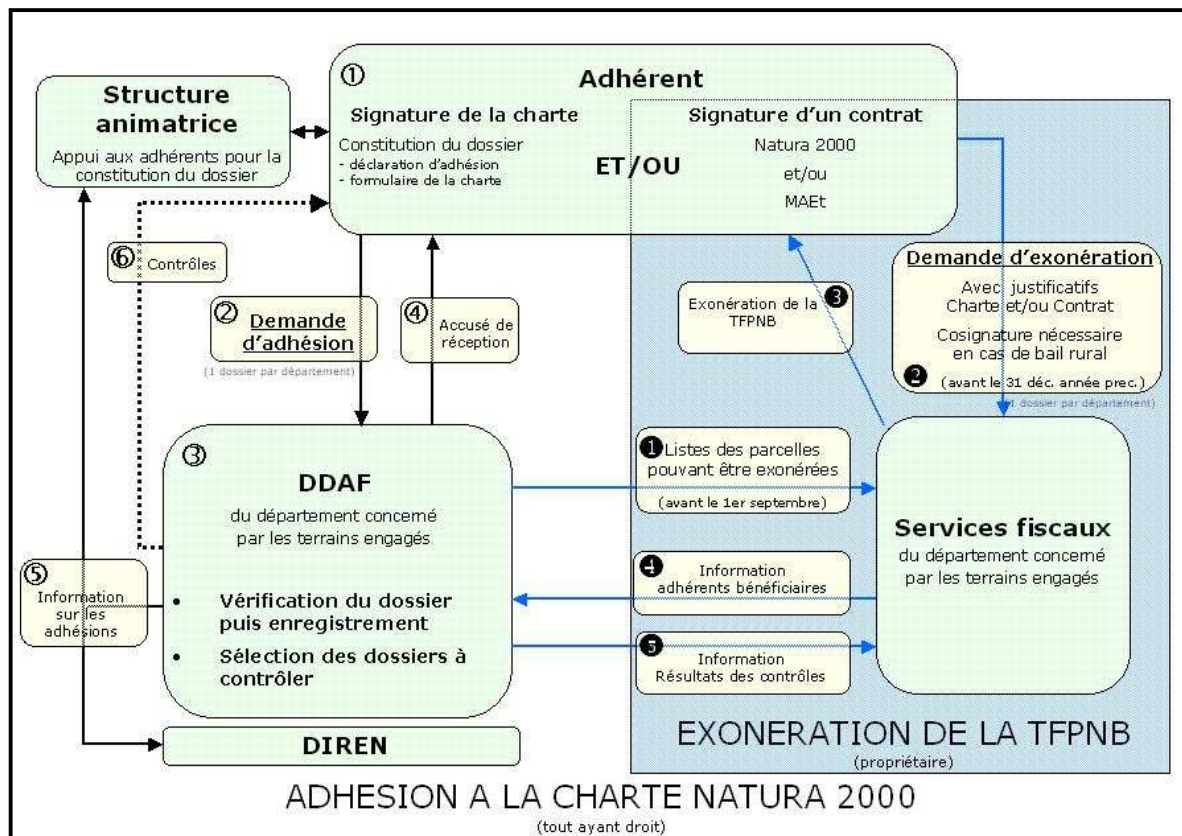 ①
Adhérent
Structure
animatrice
Appui aux adhérents pour la
constitution du dossier
Signature de la charte
Constitution du dossier
- déclaration d'adhésion
- formulaire de la charte
ET/OU
Signature d'un contrat
Natura 2000
et/ou
MAEt
⑥
Contrôles
②
Demande
d'adhésion
(1 dossier par département)
④
Accusé de
réception
Exonération de la
TFPNB
❸
Demande d'exonération
Avec justificatifs
Charte et/ou Contrat
Cosignature nécessaire
en cas de bail rural
❷
(avant le 31 déc. année prec.)
(1 dossier par département)
③
DDAF
du département concerné
par les terrains engagés
• Vérification du dossier
puis enregistrement
• Sélection des dossiers à
contrôler
❶
Listes des parcelles
pouvant être exonérées
(avant le 1er septembre)
Services fiscaux
du département concerné
par les terrains engagés
❹
Information
adhérents bénéficiaires
⑤
Information
sur les
adhésions
❺
Information
Résultats des contrôles
DIREN
EXONERATION DE LA TFPNB
(propriétaire)
ADHESION A LA CHARTE NATURA 2000
(tout ayant droit)